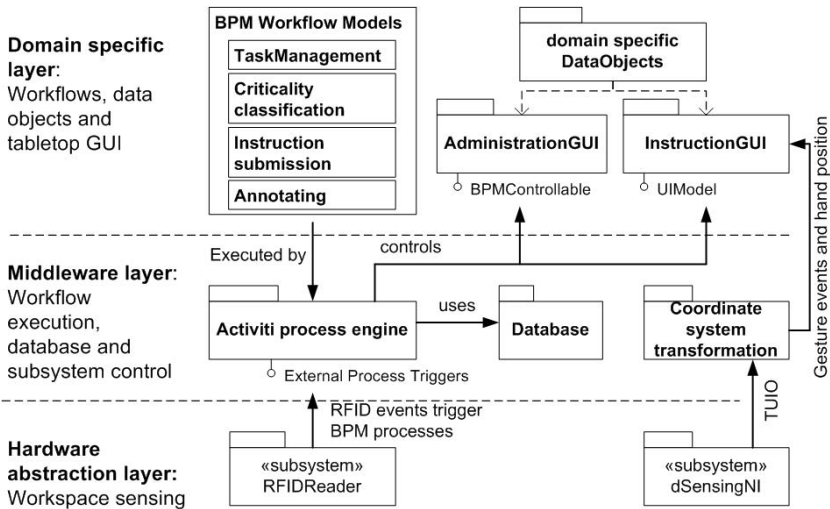 Domain specific
layer:
Workflows, data
objects and
tabletop GUI
BPM Workflow Models
TaskManagement
Criticality
classification
Instruction
submission
Annotating
domain specific
DataObjects
AdministrationGUI
InstructionGUI
BPMControllable
UIModel
Gesture events and hand position
Executed by
controls
Middleware layer:
Workflow
execution,
database and
subsystem control
Activiti process engine
uses
Database
Coordinate
system
transformation
External Process Triggers
RFID events trigger
BPM processes
TUIO
Hardware
abstraction layer:
Workspace sensing
«subsystem»
RFIDReader
«subsystem»
dSensingNI